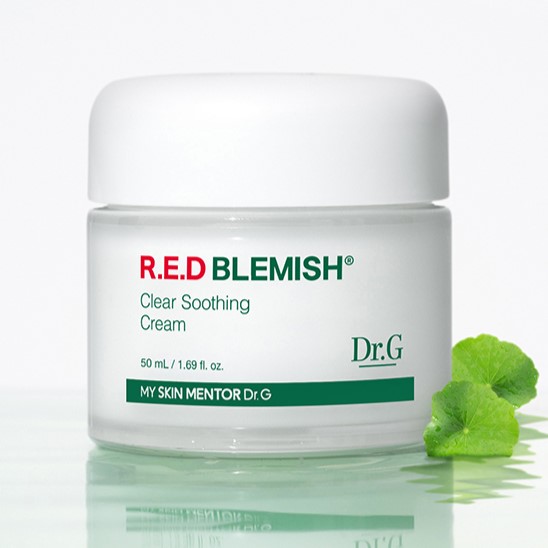 R.E.D BLEMISH®
Clear Soothing
Cream
50 mL / 1.69 fl. oz.
Dr.G
MY SKIN MENTOR Dr.G